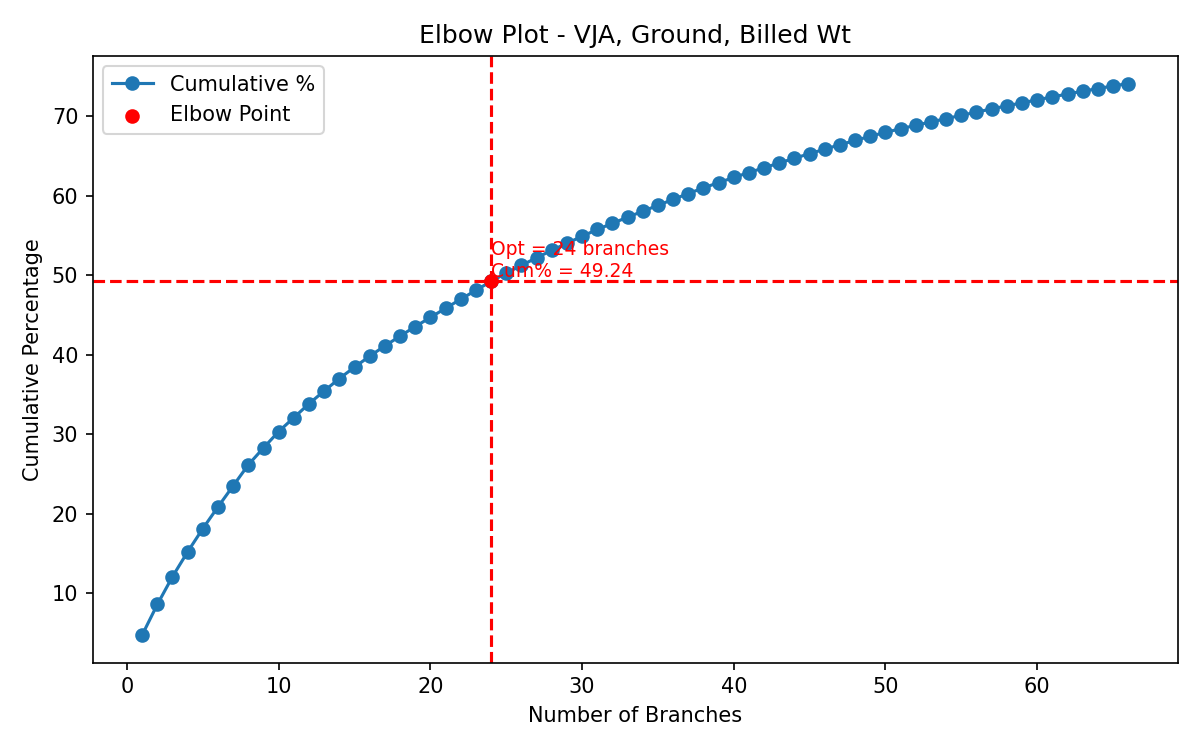 Elbow Plot - VJA, Ground, Billed Wt
Cumulative %
Elbow Point
Opt = 24 branches
Cum% = 49.24
Cumulative Percentage
70
60
50
40
30
20
10
0 10 20 30 40 50 60
Number of Branches